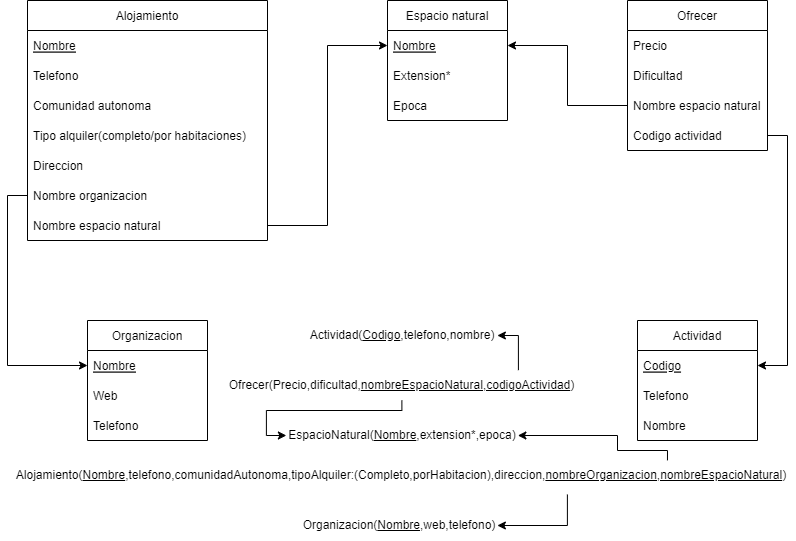 Alojamiento
Nombre
Telefono
Comunidad autonoma
Tipo alquiler(completo/por habitaciones)
Direccion
Nombre organizacion
Nombre espacio natural
Espacio natural
Nombre
Extension*
Epoca
Ofrecer
Precio
Dificultad
Nombre espacio natural
Codigo actividad
Organizacion
Nombre
Web
Telefono
Actividad
Codigo
Telefono
Nombre
Actividad(Codigo,telefono,nombre)
Ofrecer(Precio,dificultad,nombreEspacioNatural,codigoActividad)
EspacioNatural(Nombre,extension*,epoca)
Alojamiento(Nombre,telefono,comunidadAutonoma,tipoAlquiler:(Completo,porHabitacion),direccion,nombreOrganizacion,nombreEspacioNatural)
Organizacion(Nombre,web,telefono)